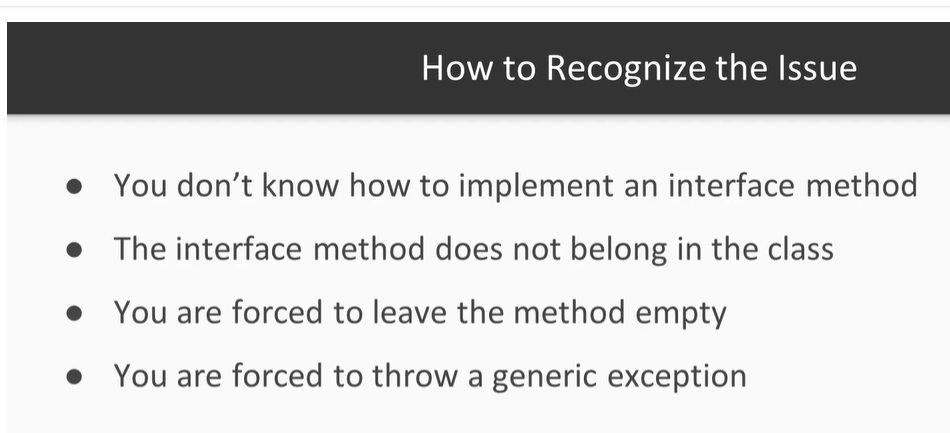 How to Recognize the Issue
● You don’t know how to implement an interface method
● The interface method does not belong in the class
● You are forced to leave the method empty
● You are forced to throw a generic exception